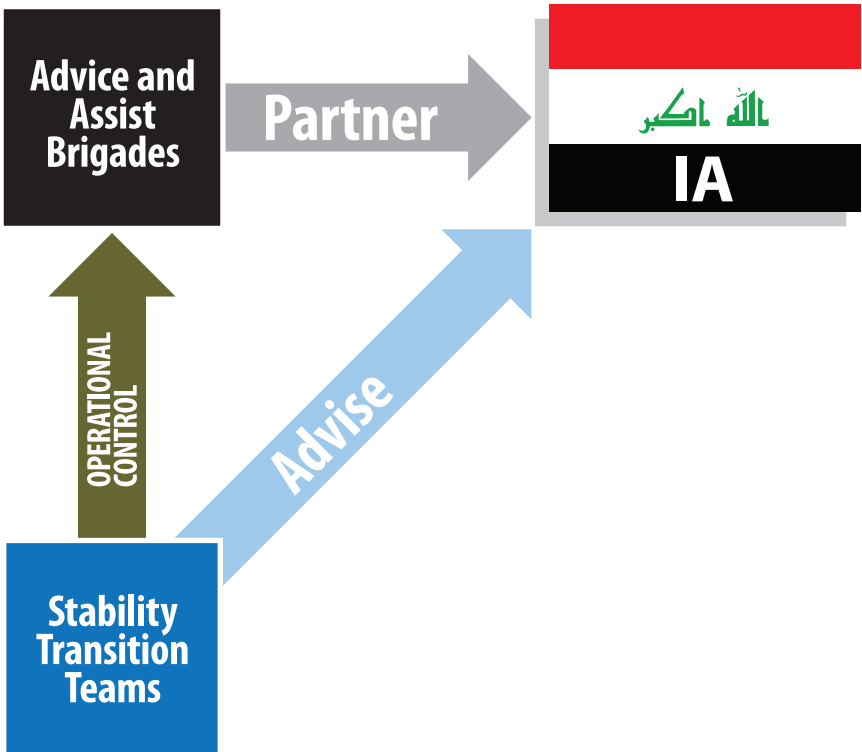 Advice and
Assist
Brigades
Partner
الله اكبر
IA
OPERATIONAL
CONTROL
Advise
Stability
Transition
Teams